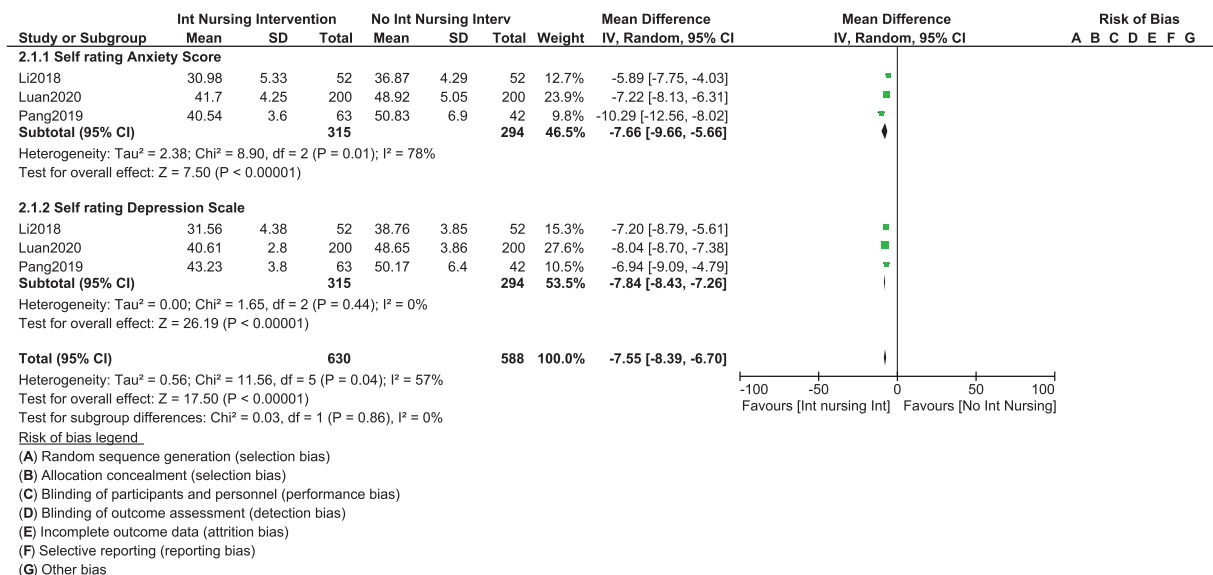 Int Nursing Intervention No Int Nursing Interv Mean Difference Mean Difference Risk of Bias
Study or Subgroup Mean SD Total Mean SD Total Weight IV, Random, 95% CI IV, Random, 95% CI A B C D E F G
2.1.1 Self rating Anxiety Score
Li2018 30.98 5.33 52 36.87 4.29 52 12.7% -5.89 [-7.75, -4.03]
Luan2020 41.7 4.25 200 48.92 5.05 200 23.9% -7.22 [-8.13, -6.31]
Pang2019 40.54 3.6 63 50.83 6.9 42 9.8% -10.29 [-12.56, -8.02]
Subtotal (95% CI) 315 294 46.5% -7.66 [-9.66, -5.66]
Heterogeneity: Tau² = 2.38; Chi² = 8.90, df = 2 (P = 0.01); I² = 78%
Test for overall effect: Z = 7.50 (P < 0.00001)
2.1.2 Self rating Depression Scale
Li2018 31.56 4.38 52 38.76 3.85 52 15.3% -7.20 [-8.79, -5.61]
Luan2020 40.61 2.8 200 48.65 3.86 200 27.6% -8.04 [-8.70, -7.38]
Pang2019 43.23 3.8 63 50.17 6.4 42 10.5% -6.94 [-9.09, -4.79]
Subtotal (95% CI) 315 294 53.5% -7.84 [-8.43, -7.26]
Heterogeneity: Tau² = 0.00; Chi² = 1.65, df = 2 (P = 0.44); I² = 0%
Test for overall effect: Z = 26.19 (P < 0.00001)
Total (95% CI) 630 588 100.0% -7.55 [-8.39, -6.70]
Heterogeneity: Tau² = 0.56; Chi² = 11.56, df = 5 (P = 0.04); I² = 57%
Test for overall effect: Z = 17.50 (P < 0.00001)
Test for subgroup differences: Chi² = 0.03, df = 1 (P = 0.86), I² = 0%
-100 -50 0 50 100
Favours [Int nursing Int] Favours [No Int Nursing]
Risk of bias legend
(A) Random sequence generation (selection bias)
(B) Allocation concealment (selection bias)
(C) Blinding of participants and personnel (performance bias)
(D) Blinding of outcome assessment (detection bias)
(E) Incomplete outcome data (attrition bias)
(F) Selective reporting (reporting bias)
(G) Other bias